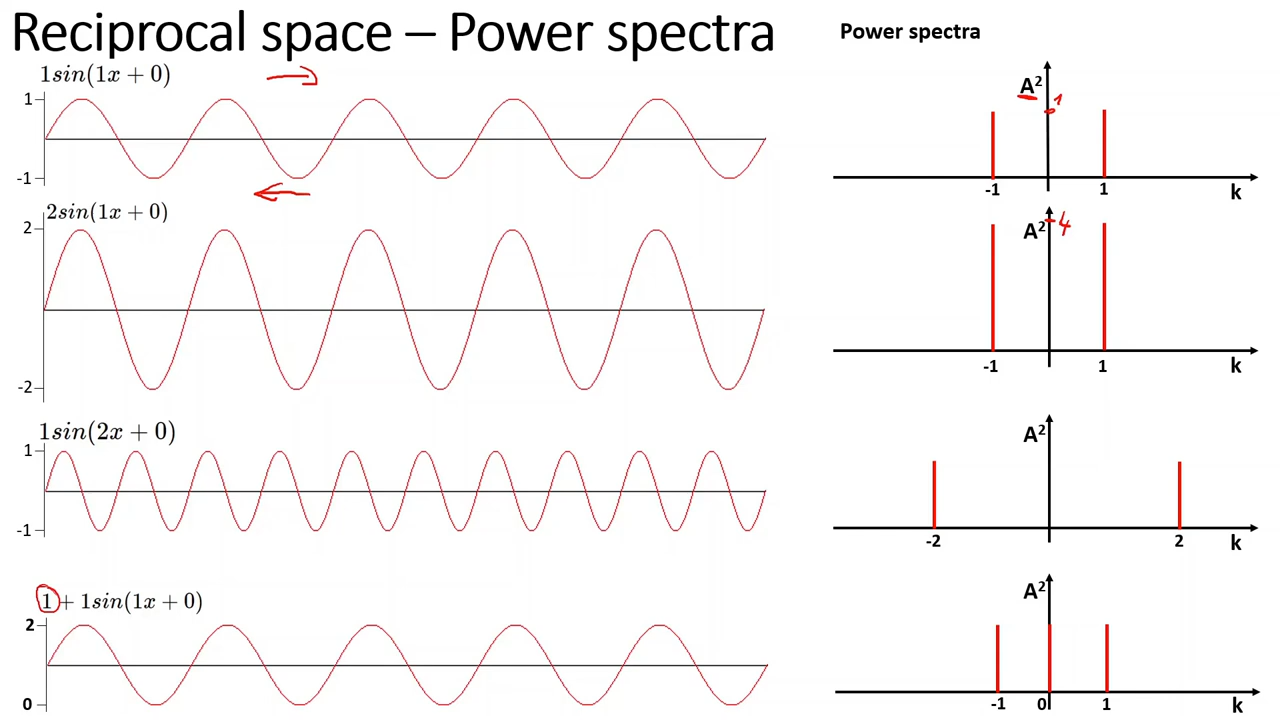 Reciprocal space – Power spectra
Power spectra
1sin(1x + 0)
1
-1
A²
1
-1
1
k
2sin(1x + 0)
2
-2
A²
4
-1
1
k
1sin(2x + 0)
1
-1
A²
-2
2
k
1 + 1sin(1x + 0)
2
0
A²
-1
0
1
k